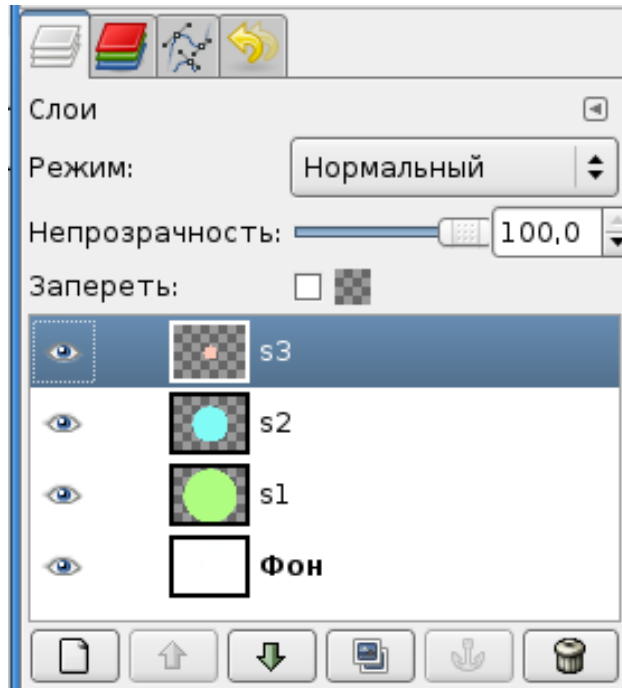 Слои
Режим: Нормальный
Непрозрачность: 100,0
Запереть:
s3
s2
s1
Фон